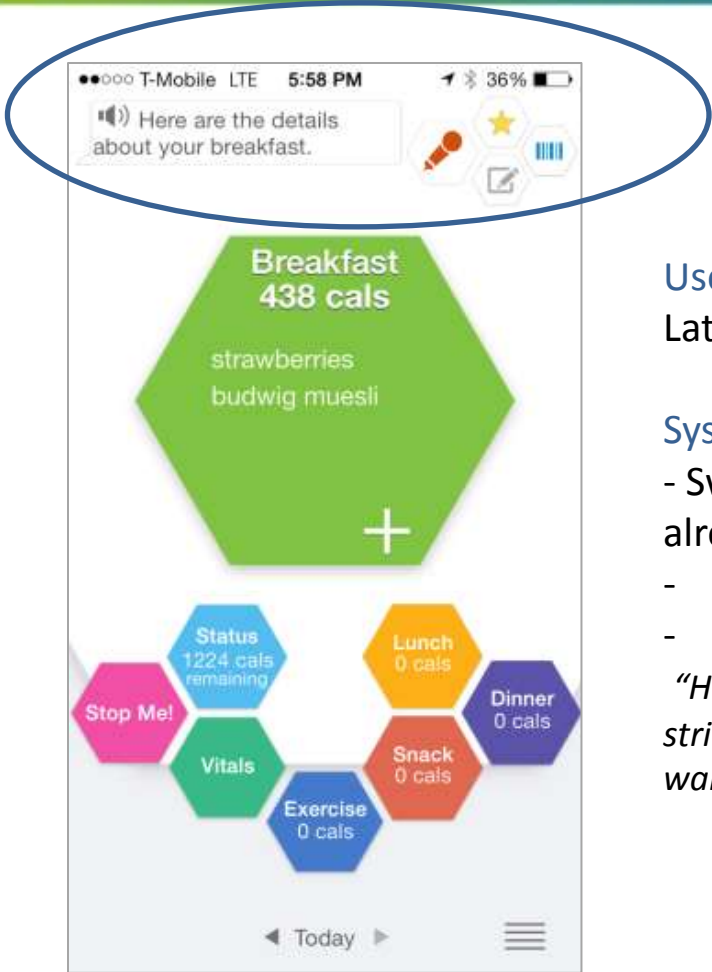 T-Mobile LTE 5:58 PM 36%
Here are the details
about your breakfast.
Breakfast
438 cals
strawberries
budwig muesli
Status
1224 cals
remaining
Lunch
0 cals
Stop Me!
Dinner
0 cals
Vitals
Snack
0 cals
Exercise
0 cals
Today
Use
Lat
Sys
- Sv
alre
-
-
“H
stri
wa